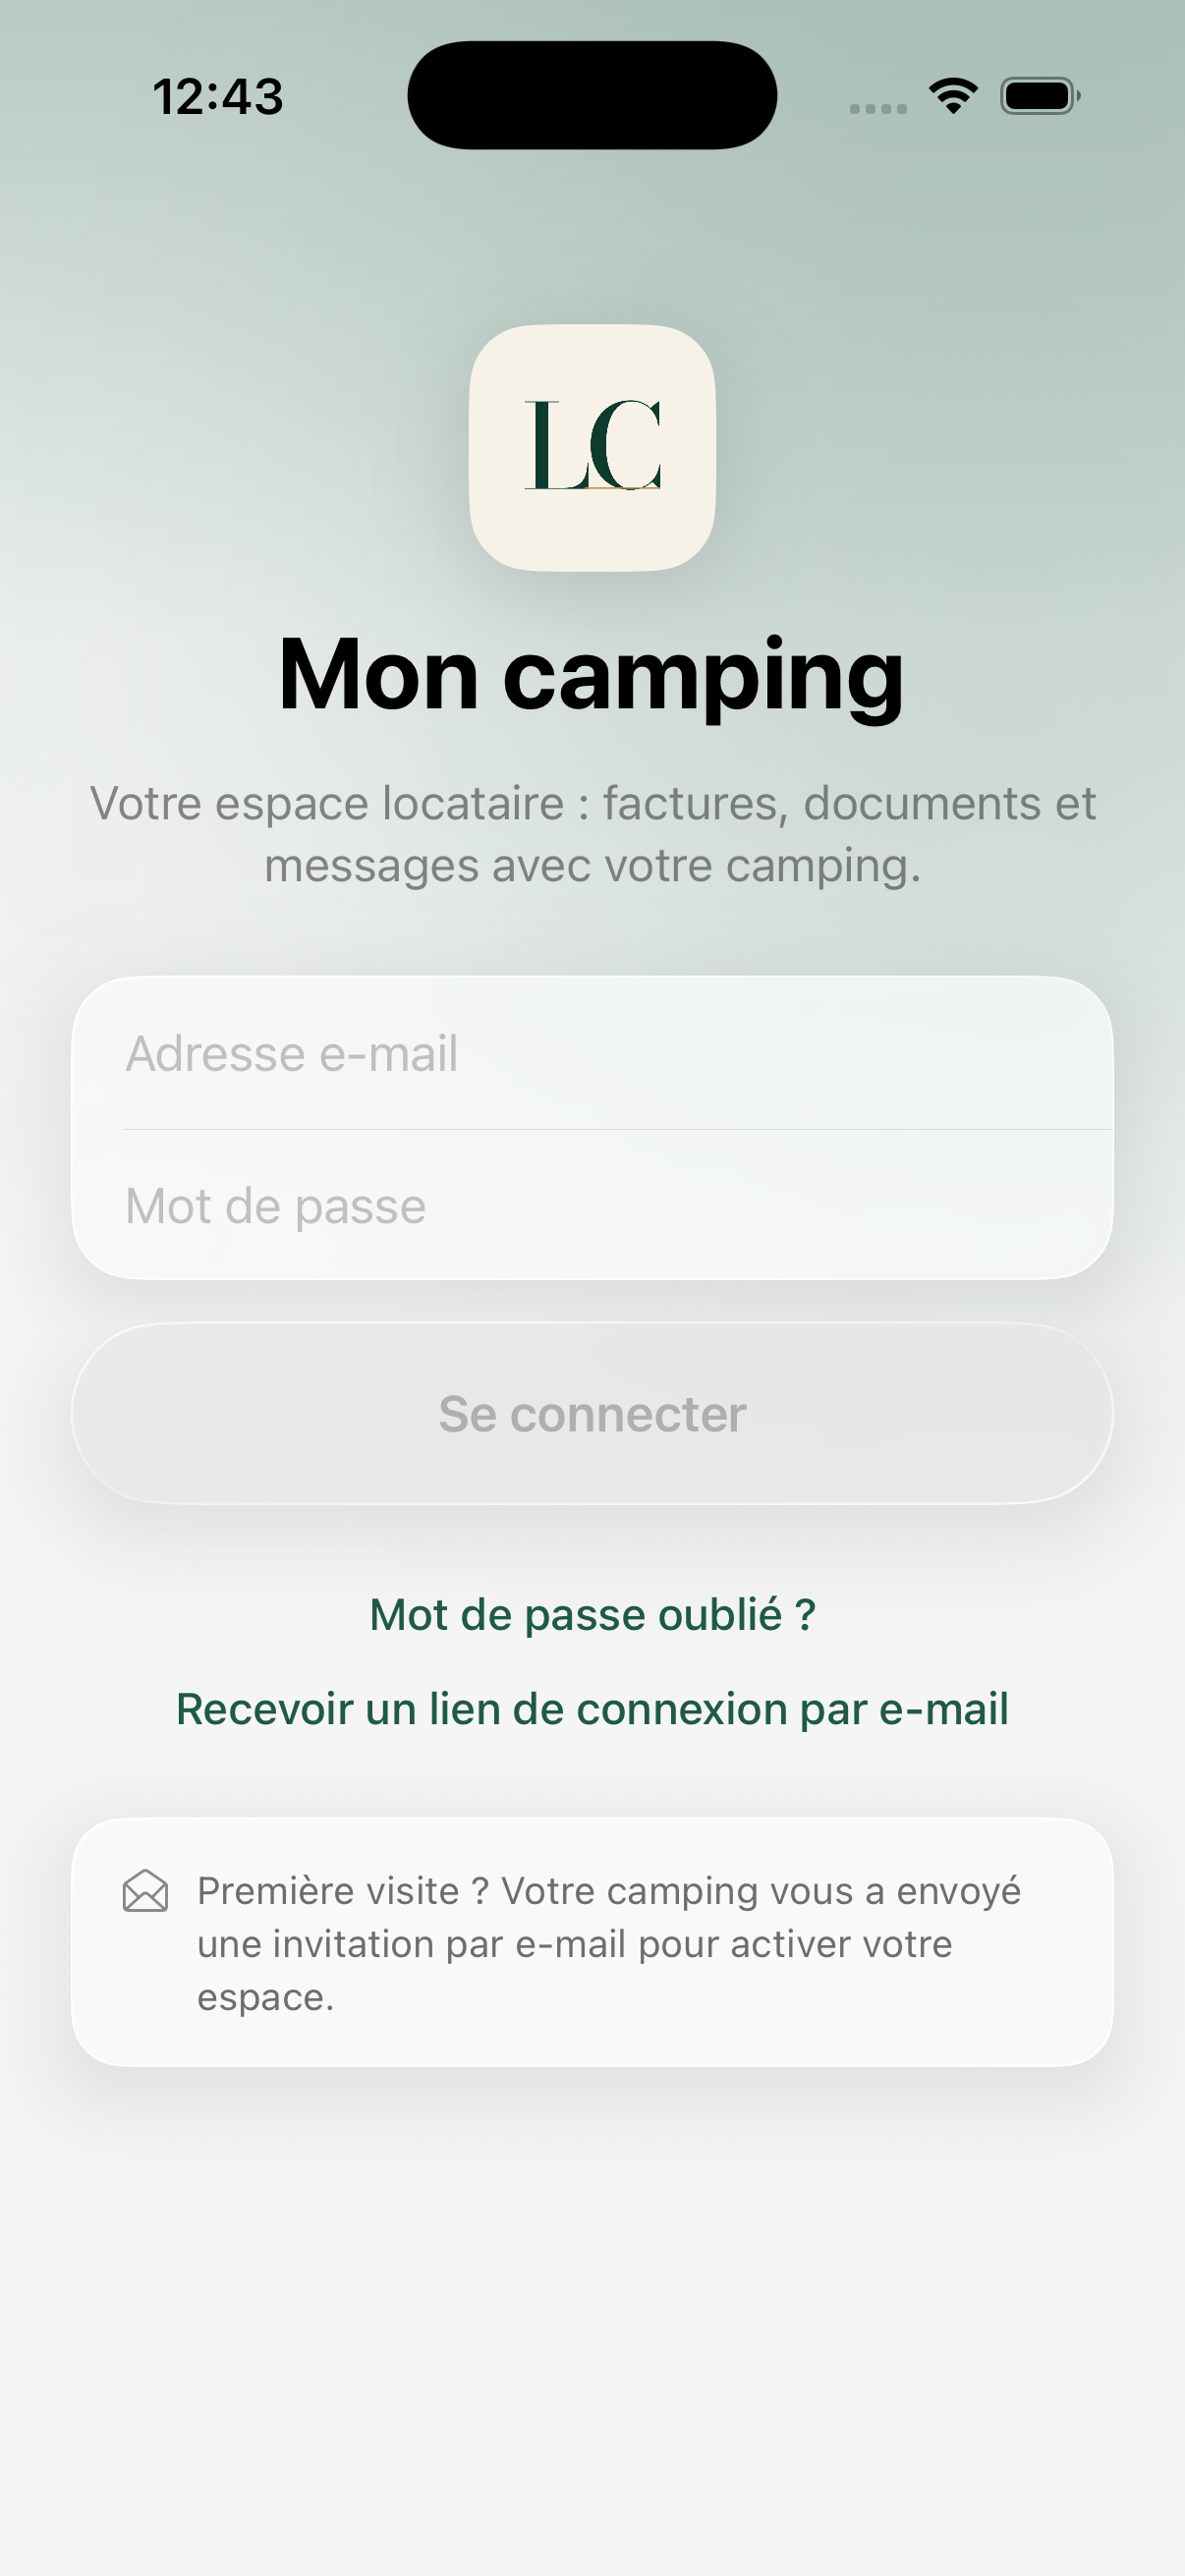 12:43
LC
Mon camping
Votre espace locataire : factures, documents et
messages avec votre camping.
Adresse e-mail
Mot de passe
Se connecter
Mot de passe oublié ?
Recevoir un lien de connexion par e-mail
Première visite ? Votre camping vous a envoyé
une invitation par e-mail pour activer votre
espace.